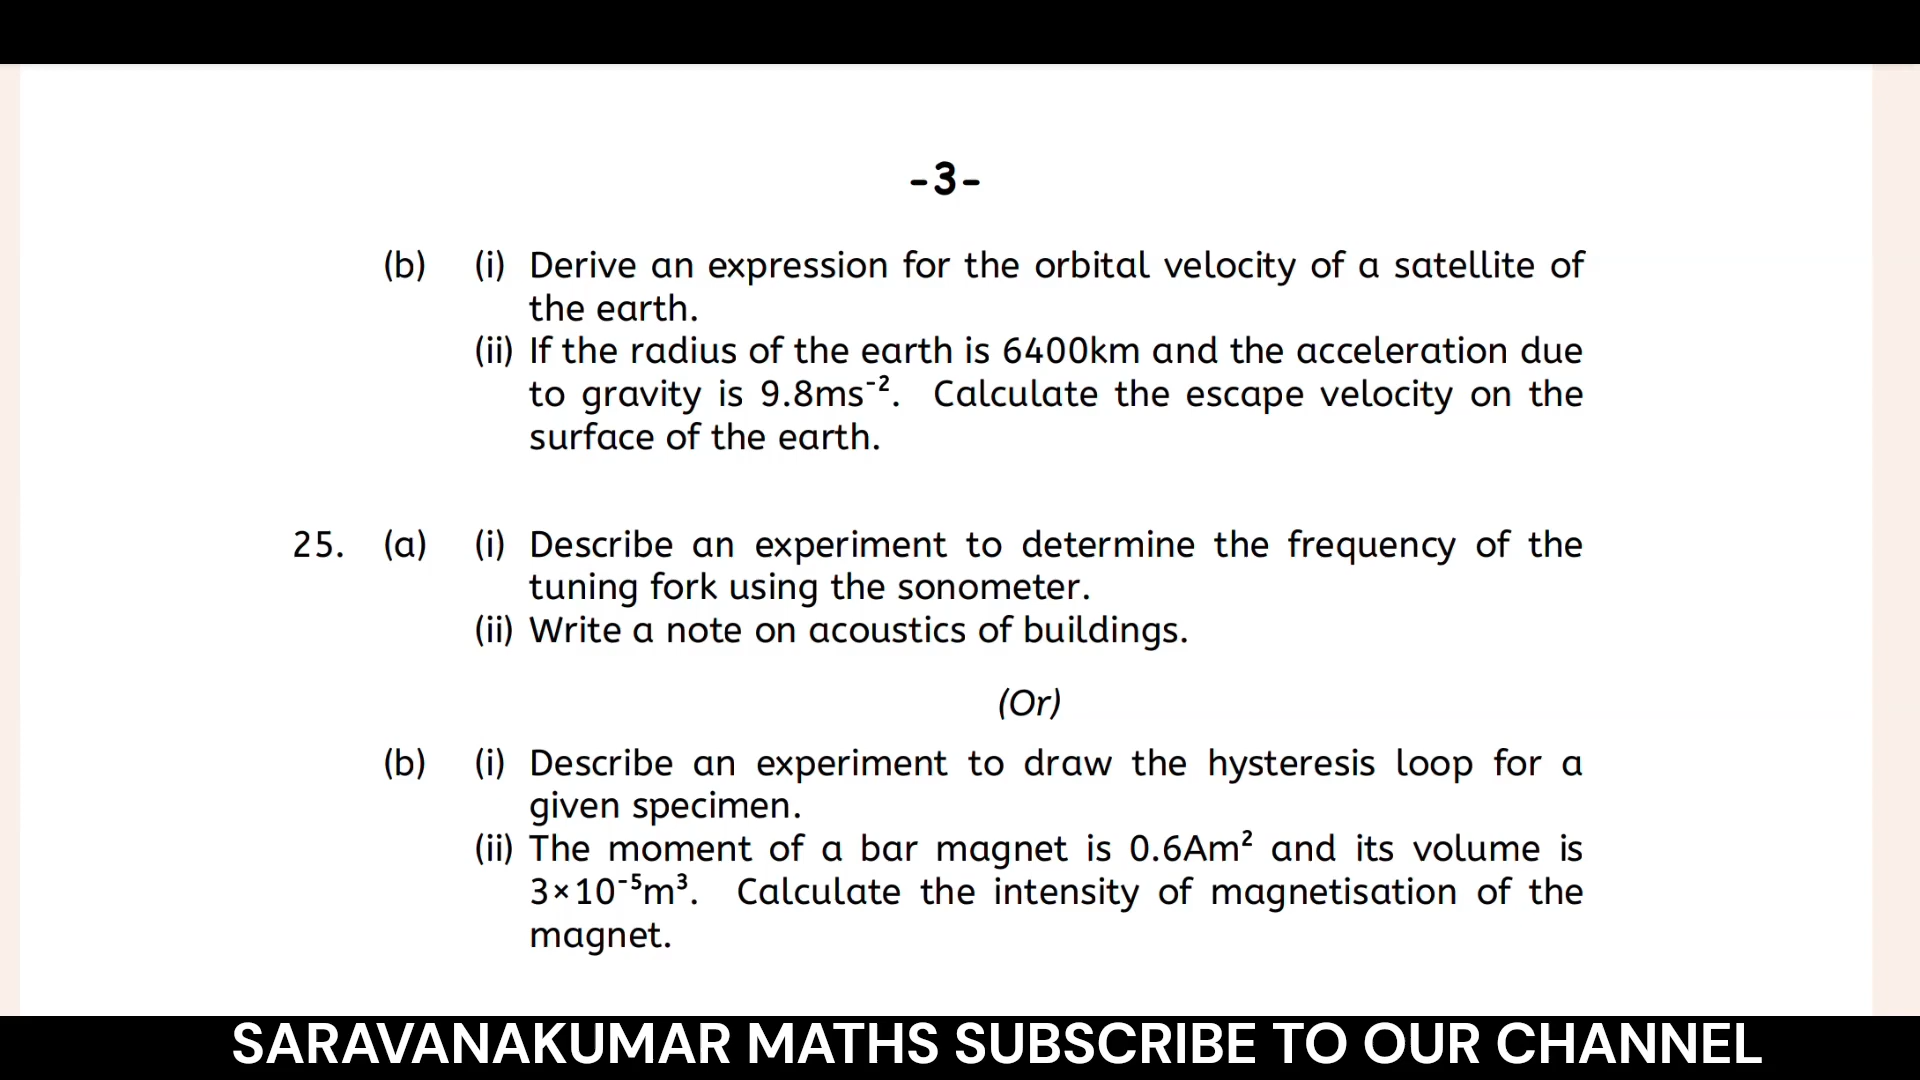 -3-
(b) (i) Derive an expression for the orbital velocity of a satellite of
the earth.
(ii) If the radius of the earth is 6400km and the acceleration due
to gravity is 9.8ms⁻². Calculate the escape velocity on the
surface of the earth.
25. (a) (i) Describe an experiment to determine the frequency of the
tuning fork using the sonometer.
(ii) Write a note on acoustics of buildings.
(Or)
(b) (i) Describe an experiment to draw the hysteresis loop for a
given specimen.
(ii) The moment of a bar magnet is 0.6Am² and its volume is
3×10⁻⁵m³. Calculate the intensity of magnetisation of the
magnet.
SARAVANAKUMAR MATHS SUBSCRIBE TO OUR CHANNEL